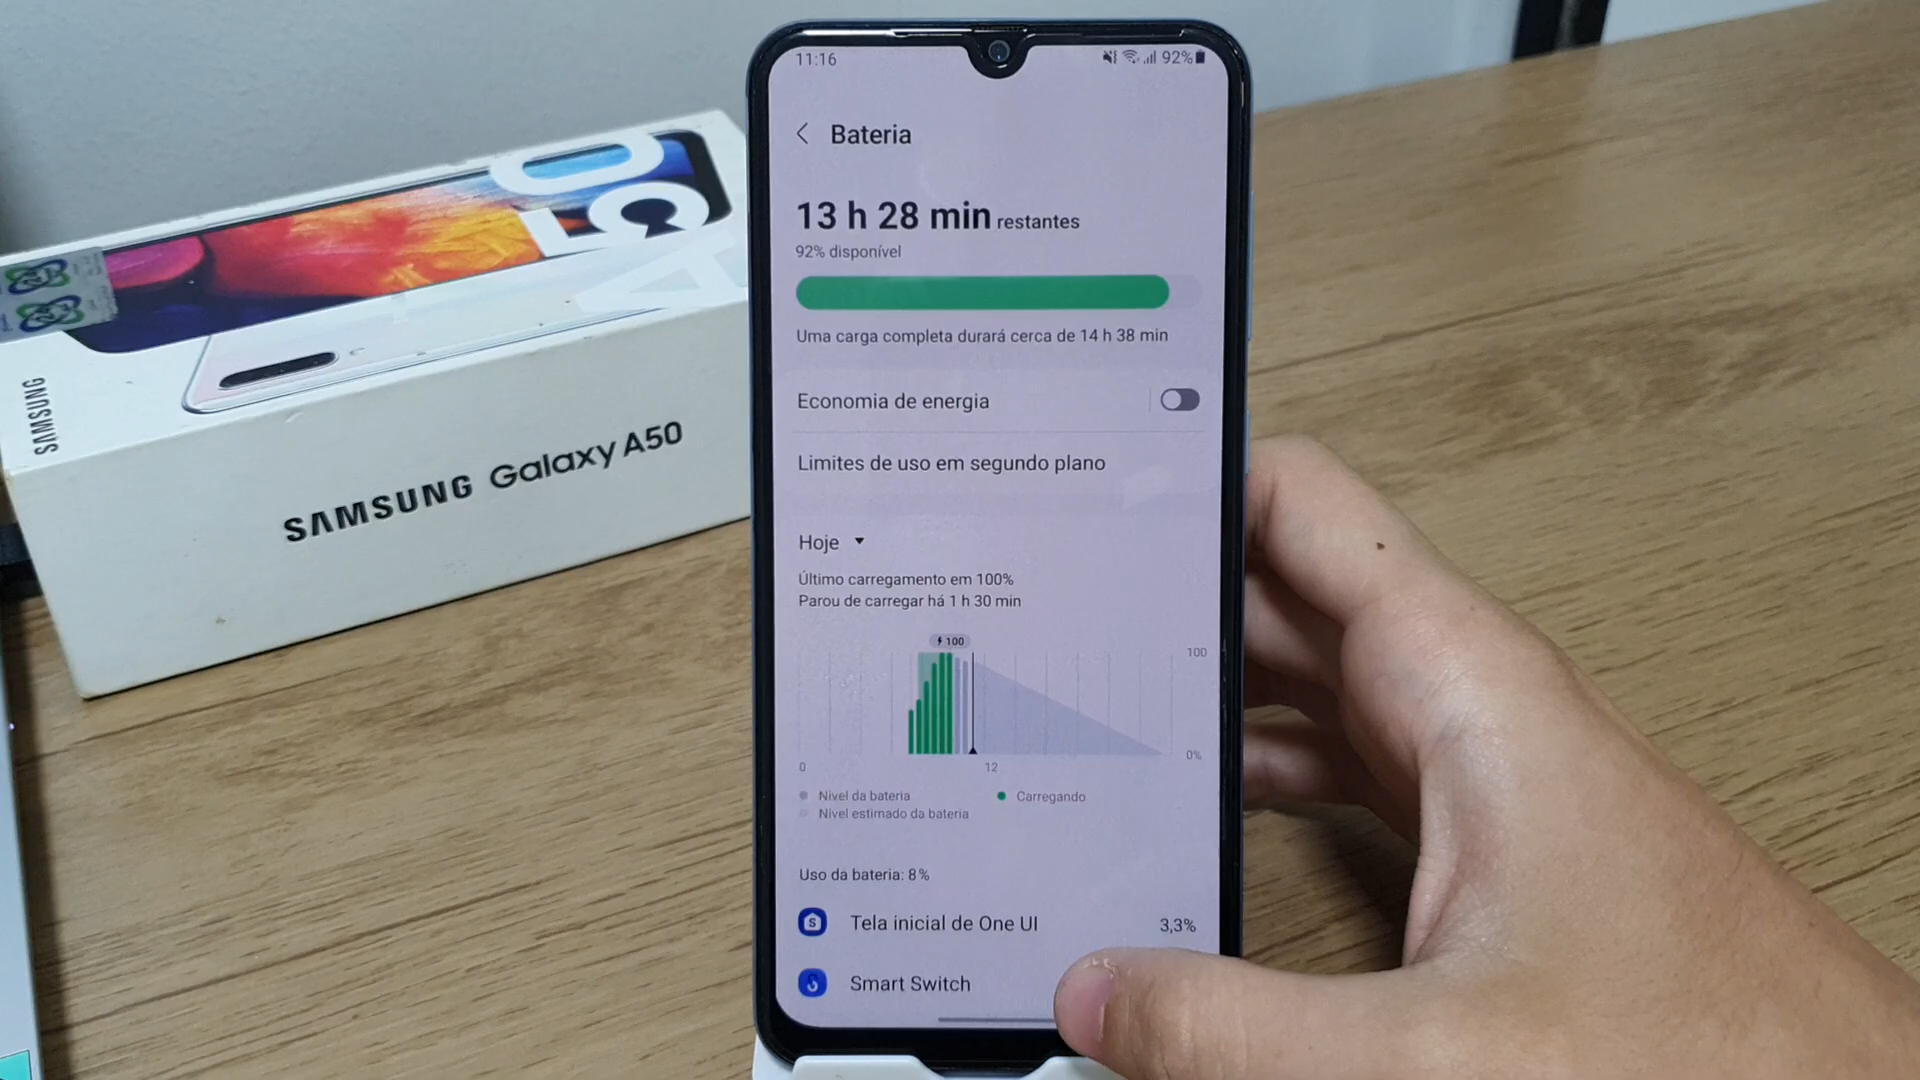 11:16
92%
Bateria
13 h 28 min restantes
92% disponível
Uma carga completa durará cerca de 14 h 38 min
Economia de energia
Limites de uso em segundo plano
Hoje
Último carregamento em 100%
Parou de carregar há 1 h 30 min
100
100
0%
0
12
Nível da bateria
Carregando
Nível estimado da bateria
Uso da bateria: 8%
Tela inicial de One UI
3,3%
Smart Switch
A50
SAMSUNG
SAMSUNG Galaxy A50